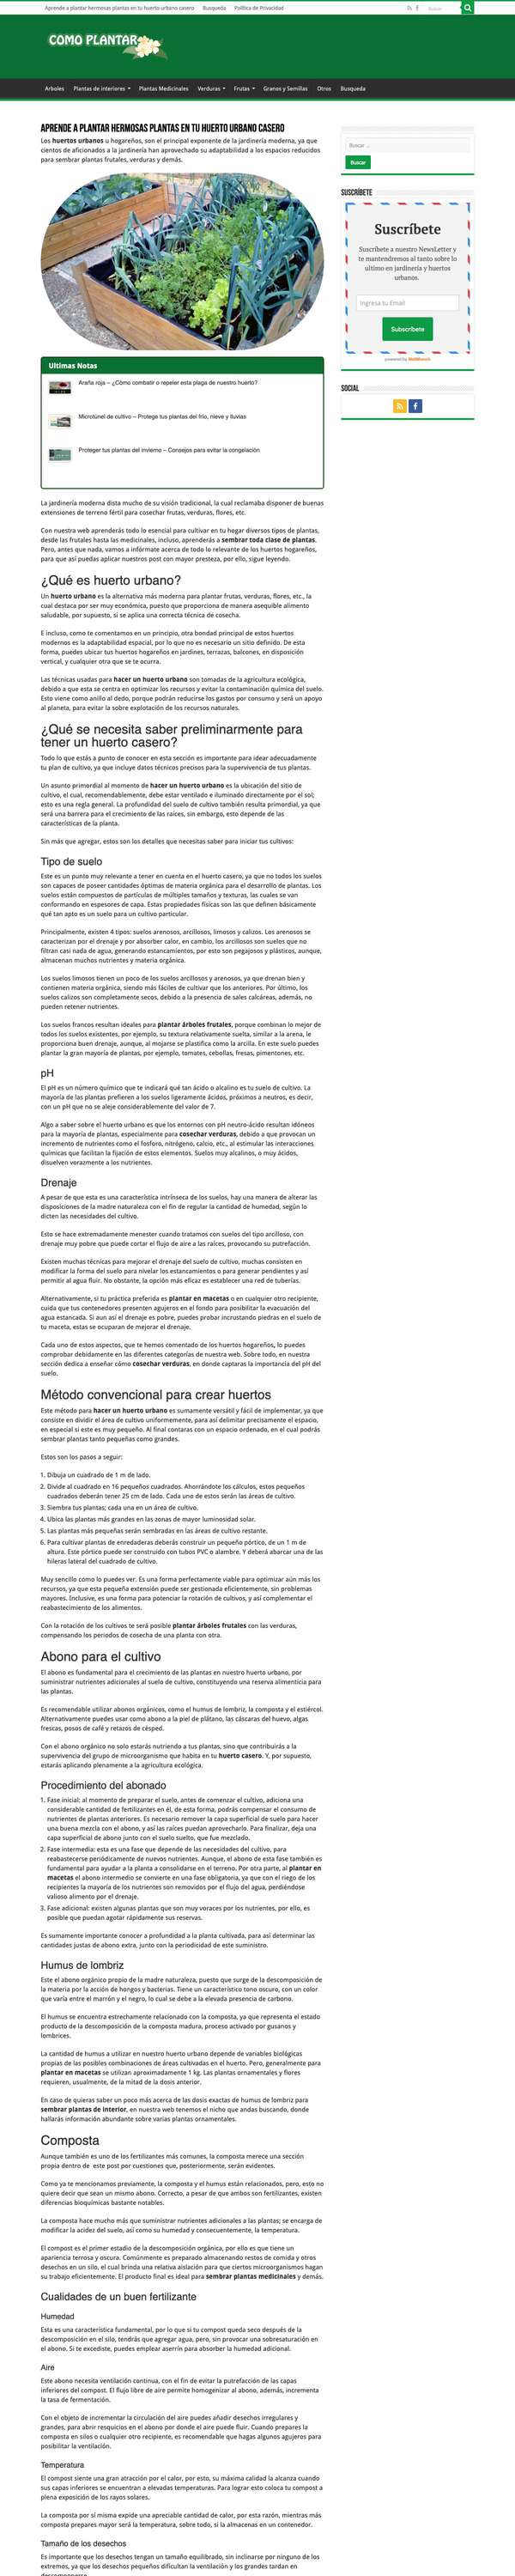 Aprende a plantar hermosas plantas en tu huerto urbano casero Busqueda Política de Privacidad
Buscar
COMO PLANTAR
Arboles Plantas de interiores Plantas Medicinales Verduras Frutas Granos y Semillas Otros Busqueda
APRENDE A PLANTAR HERMOSAS PLANTAS EN TU HUERTO URBANO CASERO
Los huertos urbanos u hogareños, son el principal exponente de la jardinería moderna, ya que
cientos de aficionados a la jardinería han aprovechado su adaptabilidad a los espacios reducidos
para sembrar plantas frutales, verduras y demás.
Ultimas Notas
Araña roja – ¿Cómo combatir o repeler esta plaga de nuestro huerto?
Microtúnel de cultivo – Protege tus plantas del frío, nieve y lluvias
Proteger tus plantas del invierno – Consejos para evitar la congelación
La jardinería moderna dista mucho de su visión tradicional, la cual reclamaba disponer de buenas
extensiones de terreno fértil para cosechar frutas, verduras, flores, etc.
Con nuestra web aprenderás todo lo esencial para cultivar en tu hogar diversos tipos de plantas,
desde las frutales hasta las medicinales, incluso, aprenderás a sembrar toda clase de plantas.
Pero, antes que nada, vamos a infórmate acerca de todo lo relevante de los huertos hogareños,
para que así puedas aplicar nuestros post con mayor presteza, por ello, sigue leyendo.
¿Qué es huerto urbano?
Un huerto urbano es la alternativa más moderna para plantar frutas, verduras, flores, etc., la
cual destaca por ser muy económica, puesto que proporciona de manera asequible alimento
saludable, por supuesto, si se aplica una correcta técnica de cosecha.
E incluso, como te comentamos en un principio, otra bondad principal de estos huertos
modernos es la adaptabilidad espacial, por lo que no es necesario un sitio definido. De esta
forma, puedes ubicar tus huertos hogareños en jardines, terrazas, balcones, en disposición
vertical, y cualquier otra que se te ocurra.
Las técnicas usadas para hacer un huerto urbano son tomadas de la agricultura ecológica,
debido a que esta se centra en optimizar los recursos y evitar la contaminación química del suelo.
Esto viene como anillo al dedo, porque podrán reducirse los gastos por consumo y será un apoyo
al planeta, para evitar la sobre explotación de los recursos naturales.
¿Qué se necesita saber preliminarmente para
tener un huerto casero?
Todo lo que estás a punto de conocer en esta sección es importante para idear adecuadamente
tu plan de cultivo, ya que incluye datos técnicos precisos para la supervivencia de tus plantas.
Un asunto primordial al momento de hacer un huerto urbano es la ubicación del sitio de
cultivo, el cual, recomendablemente, debe estar ventilado e iluminado directamente por el sol;
esto es una regla general. La profundidad del suelo de cultivo también resulta primordial, ya que
será una barrera para el crecimiento de las raíces, sin embargo, esto depende de las
características de la planta.
Sin más que agregar, estos son los detalles que necesitas saber para iniciar tus cultivos:
Tipo de suelo
Este es un punto muy relevante a tener en cuenta en el huerto casero, ya que no todos los suelos
son capaces de poseer cantidades óptimas de materia orgánica para el desarrollo de plantas. Los
suelos están compuestos de partículas de múltiples tamaños y texturas, las cuales se van
conformando en espesores de capa. Estas propiedades físicas son las que definen básicamente
qué tan apto es un suelo para un cultivo particular.
Principalmente, existen 4 tipos: suelos arenosos, arcillosos, limosos y calizos. Los arenosos se
caracterizan por el drenaje y por absorber calor, en cambio, los arcillosos son suelos que no
filtran casi nada de agua, generando estancamientos, por esto son pegajosos y plásticos, aunque,
almacenan muchos nutrientes y materia orgánica.
Los suelos limosos tienen un poco de los suelos arcillosos y arenosos, ya que drenan bien y
contienen materia orgánica, siendo más fáciles de cultivar que los anteriores. Por último, los
suelos calizos son completamente secos, debido a la presencia de sales calcáreas, además, no
pueden retener nutrientes.
Los suelos francos resultan ideales para plantar árboles frutales, porque combinan lo mejor de
todos los suelos existentes, por ejemplo, su textura relativamente suelta, similar a la arena, le
proporciona buen drenaje, aunque, al mojarse se plastifica como la arcilla. En este suelo puedes
plantar la gran mayoría de plantas, por ejemplo, tomates, cebollas, fresas, pimentones, etc.
pH
El pH es un número químico que te indicará qué tan ácido o alcalino es tu suelo de cultivo. La
mayoría de las plantas prefieren a los suelos ligeramente ácidos, próximos a neutros, es decir,
con un pH que no se aleje considerablemente del valor de 7.
Algo a saber sobre el huerto urbano es que los entornos con pH neutro-ácido resultan idóneos
para la mayoría de plantas, especialmente para cosechar verduras, debido a que provocan un
incremento de nutrientes como el fosforo, nitrógeno, calcio, etc., al estimular las interacciones
químicas que facilitan la fijación de estos elementos. Suelos muy alcalinos, o muy ácidos,
disuelven verazmente a los nutrientes.
Drenaje
A pesar de que esta es una característica intrínseca de los suelos, hay una manera de alterar las
disposiciones de la madre naturaleza con el fin de regular la cantidad de humedad, según lo
dicten las necesidades del cultivo.
Esto se hace extremadamente menester cuando tratamos con suelos del tipo arcilloso, con
drenaje muy pobre que puede cortar el flujo de aire a las raíces, provocando su putrefacción.
Existen muchas técnicas para mejorar el drenaje del suelo de cultivo, muchas consisten en
modificar la forma del suelo para nivelar los estancamientos o para generar pendientes y así
permitir al agua fluir. No obstante, la opción más eficaz es establecer una red de tuberías.
Alternativamente, si tu práctica preferida es plantar en macetas o en cualquier otro recipiente,
cuida que tus contenedores presenten agujeros en el fondo para posibilitar la evacuación del
agua estancada. Si aun así el drenaje es pobre, puedes probar incrustando piedras en el suelo de
tu maceta, estas se ocuparan de mejorar el drenaje.
Cada uno de estos aspectos, que te hemos comentado de los huertos hogareños, lo puedes
comprobar debidamente en las diferentes categorías de nuestra web. Sobre todo, en nuestra
sección dedica a enseñar cómo cosechar verduras, en donde captaras la importancia del pH del
suelo.
Método convencional para crear huertos
Este método para hacer un huerto urbano es sumamente versátil y fácil de implementar, ya que
consiste en dividir el área de cultivo uniformemente, para así delimitar precisamente el espacio,
en especial si este es muy pequeño. Al final contaras con un espacio ordenado, en el cual podrás
sembrar plantas tanto pequeñas como grandes.
Estos son los pasos a seguir:
1. Dibuja un cuadrado de 1 m de lado.
2. Divide al cuadrado en 16 pequeños cuadrados. Ahorrándote los cálculos, estos pequeños
cuadrados deberán tener 25 cm de lado. Cada uno de estos serán las áreas de cultivo.
3. Siembra tus plantas; cada una en un área de cultivo.
4. Ubica las plantas más grandes en las zonas de mayor luminosidad solar.
5. Las plantas más pequeñas serán sembradas en las áreas de cultivo restante.
6. Para cultivar plantas de enredaderas deberás construir un pequeño pórtico, de un 1 m de
altura. Este pórtico puede ser construido con tubos PVC o alambre. Y deberá abarcar una de las
hileras lateral del cuadrado de cultivo.
Muy sencillo como lo puedes ver. Es una forma perfectamente viable para optimizar aún más los
recursos, ya que esta pequeña extensión puede ser gestionada eficientemente, sin problemas
mayores. Inclusive, es una forma para potenciar la rotación de cultivos, y así complementar el
reabastecimiento de los alimentos.
Con la rotación de los cultivos te será posible plantar árboles frutales con las verduras,
compensando los periodos de cosecha de una planta con otra.
Abono para el cultivo
El abono es fundamental para el crecimiento de las plantas en nuestro huerto urbano, por
suministrar nutrientes adicionales al suelo de cultivo, constituyendo una reserva alimenticia para
las plantas.
Es recomendable utilizar abonos orgánicos, como el humus de lombriz, la composta y el estiércol.
Alternativamente puedes usar como abono a la piel de plátano, las cáscaras del huevo, algas
frescas, posos de café y retazos de césped.
Con el abono orgánico no solo estarás nutriendo a tus plantas, sino que contribuirás a la
supervivencia del grupo de microorganismo que habita en tu huerto casero. Y, por supuesto,
estarás aplicando plenamente a la agricultura ecológica.
Procedimiento del abonado
1. Fase inicial: al momento de preparar el suelo, antes de comenzar el cultivo, adiciona una
considerable cantidad de fertilizantes en él, de esta forma, podrás compensar el consumo de
nutrientes de plantas anteriores. Es necesario remover la capa superficial de suelo para hacer
una buena mezcla con el abono, y así las raíces puedan aprovecharlo. Para finalizar, deja una
capa superficial de abono junto con el suelo suelto, que fue mezclado.
2. Fase intermedia: esta es una fase que depende de las necesidades del cultivo, para
reabastecerse periódicamente de nuevos nutrientes. Aunque, el abono de esta fase también es
fundamental para ayudar a la planta a consolidarse en el terreno. Por otra parte, al plantar en
macetas el abono intermedio se convierte en una fase obligatoria, ya que con el riego de los
recipientes la mayoría de los nutrientes son removidos por el flujo del agua, perdiéndose
valioso alimento por el drenaje.
3. Fase adicional: existen algunas plantas que son muy voraces por los nutrientes, por ello, es
posible que puedan agotar rápidamente sus reservas.
Es sumamente importante conocer a profundidad a la planta cultivada, para así determinar las
cantidades justas de abono extra, junto con la periodicidad de este suministro.
Humus de lombriz
Este el abono orgánico propio de la madre naturaleza, puesto que surge de la descomposición de
la materia por la acción de hongos y bacterias. Tiene un característico tono oscuro, con un color
que varía entre el marrón y el negro, lo cual se debe a la elevada presencia de carbono.
El humus se encuentra estrechamente relacionado con la composta, ya que representa el estado
producto de la descomposición de la composta madura, proceso activado por gusanos y
lombrices.
La cantidad de humus a utilizar en nuestro huerto urbano depende de variables biológicas
propias de las posibles combinaciones de áreas cultivadas en el huerto. Pero, generalmente para
plantar en macetas se utilizan aproximadamente 1 kg. Las plantas ornamentales y flores
requieren, usualmente, de la mitad de la dosis anterior.
En caso de quieras saber un poco más acerca de las dosis exactas de humus de lombriz para
sembrar plantas de interior, en nuestra web tenemos el nicho que andas buscando, donde
hallarás información abundante sobre varias plantas ornamentales.
Composta
Aunque también es uno de los fertilizantes más comunes, la composta merece una sección
propia dentro de este post por cuestiones que, posteriormente, serán evidentes.
Como ya te mencionamos previamente, la composta y el humus están relacionados, pero, esto no
quiere decir que sean un mismo abono. Correcto, a pesar de que ambos son fertilizantes, existen
diferencias bioquímicas bastante notables.
La composta hace mucho más que suministrar nutrientes adicionales a las plantas; se encarga de
modificar la acidez del suelo, así como su humedad y consecuentemente, la temperatura.
El compost es el primer estadio de la descomposición orgánica, por ello es que tiene un
apariencia terrosa y oscura. Comúnmente es preparado almacenando restos de comida y otros
desechos en un silo, el cual brinda una relativa aislación para que ciertos microorganismos hagan
su trabajo eficientemente. El producto final es ideal para sembrar plantas medicinales y demás.
Cualidades de un buen fertilizante
Humedad
Esta es una característica fundamental, por lo que si tu compost queda seco después de la
descomposición en el silo, tendrás que agregar agua, pero, sin provocar una sobresaturación en
el abono. Si te excediste, puedes emplear aserrín para absorber la humedad adicional.
Aire
Este abono necesita ventilación continua, con el fin de evitar la putrefacción de las capas
inferiores del compost. El flujo libre de aire permite homogenizar al abono, además, incrementa
la tasa de fermentación.
Con el objeto de incrementar la circulación del aire puedes añadir desechos irregulares y
grandes, para abrir resquicios en el abono por donde el aire puede fluir. Cuando prepares la
composta en silos o cualquier otro recipiente, es recomendable que hagas algunos agujeros para
posibilitar la ventilación.
Temperatura
El compost siente una gran atracción por el calor, por esto, su máxima calidad la alcanza cuando
sus capas inferiores se encuentran a elevadas temperaturas. Para lograr esto coloca tu compost a
plena exposición de los rayos solares.
La composta por sí misma expide una apreciable cantidad de calor, por esta razón, mientras más
composta prepares mayor será la temperatura, sobre todo, si la almacenas en un contenedor.
Tamaño de los desechos
Es importante que los desechos tengan un tamaño equilibrado, sin inclinarse por ninguno de los
extremos, ya que los desechos pequeños dificultan la ventilación y los grandes tardan en
descomponerse.
Buscar ...
Buscar
SUSCRÍBETE
Suscríbete
Suscríbete a nuestro NewsLetter y
te mantendremos al tanto sobre lo
ultimo en jardinería y huertos
urbanos.
Ingresa tu Email
Subscríbete
powered by MailMunch
SOCIAL